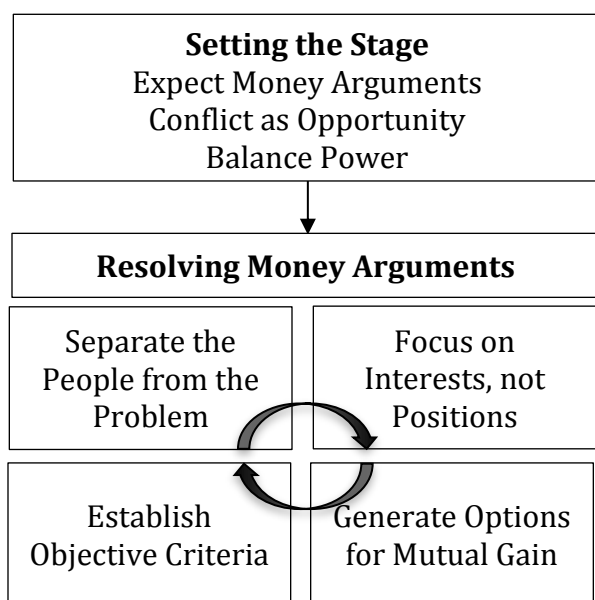 Setting the Stage
Expect Money Arguments
Conflict as Opportunity
Balance Power
Resolving Money Arguments
Separate the
People from the
Problem
Focus on
Interests, not
Positions
Establish
Objective Criteria
Generate Options
for Mutual Gain